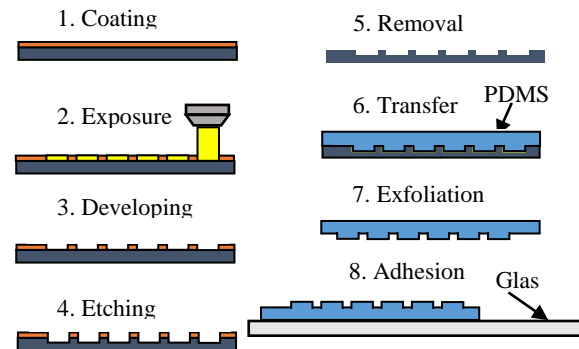 1. Coating
2. Exposure
3. Developing
4. Etching
5. Removal
6. Transfer
PDMS
7. Exfoliation
8. Adhesion
Glas